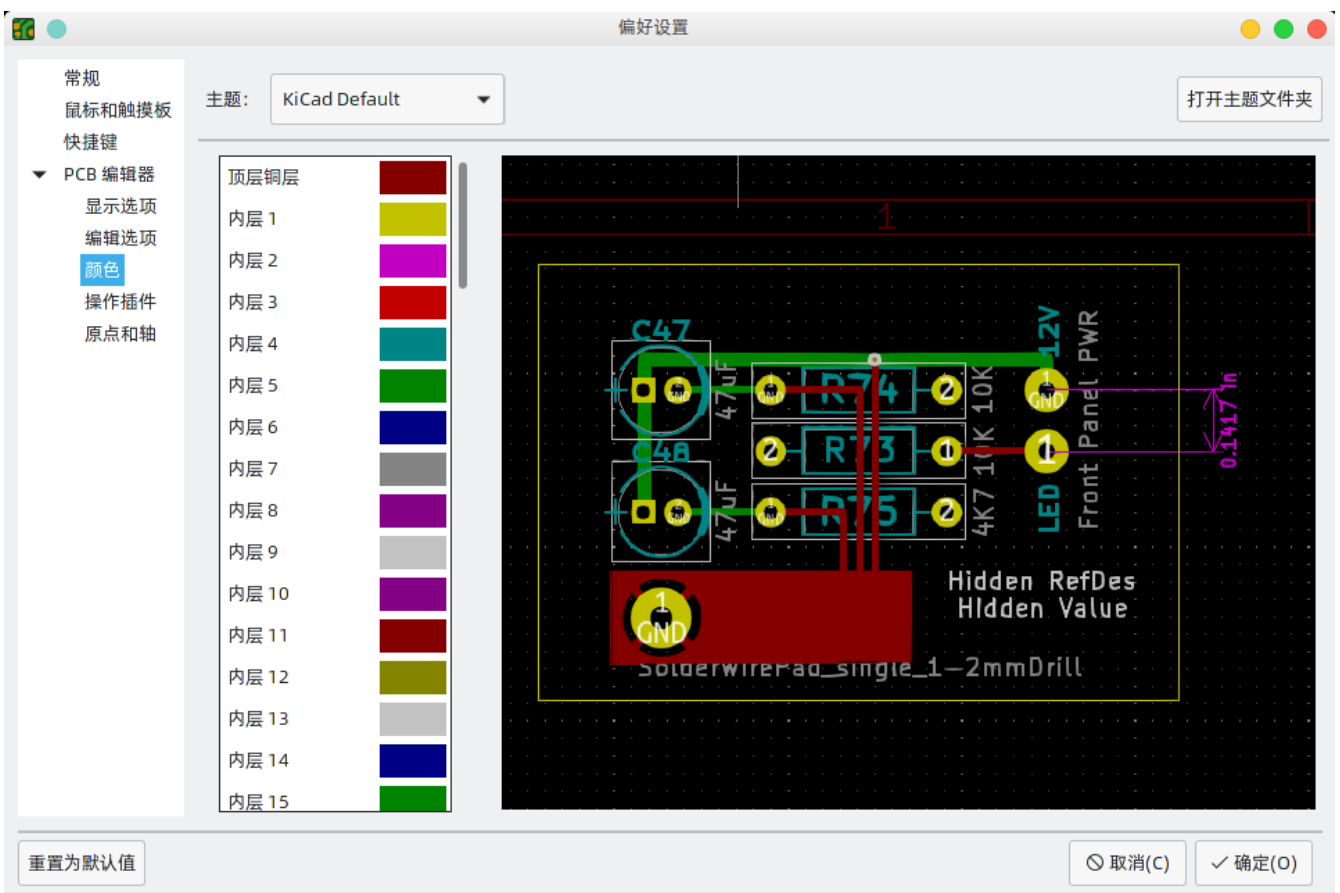 偏好设置
常规
鼠标和触摸板
快捷键
PCB 编辑器
显示选项
编辑选项
颜色
操作插件
原点和轴
主题：
KiCad Default
打开主题文件夹
顶层铜层
内层 1
内层 2
内层 3
内层 4
内层 5
内层 6
内层 7
内层 8
内层 9
内层 10
内层 11
内层 12
内层 13
内层 14
内层 15
1
C47
47uF
1
GND
R74
2
10K
12V
1
GND
Front Panel PWR
0.1417 in
C48
47uF
2
R73
1
10K
1
LED
2
GND
1
GND
R75
2
4K7
1
GND
Hidden RefDes
HIdden Value
SolderWirePad_single_1-2mmDrill
重置为默认值
取消(C)
确定(O)